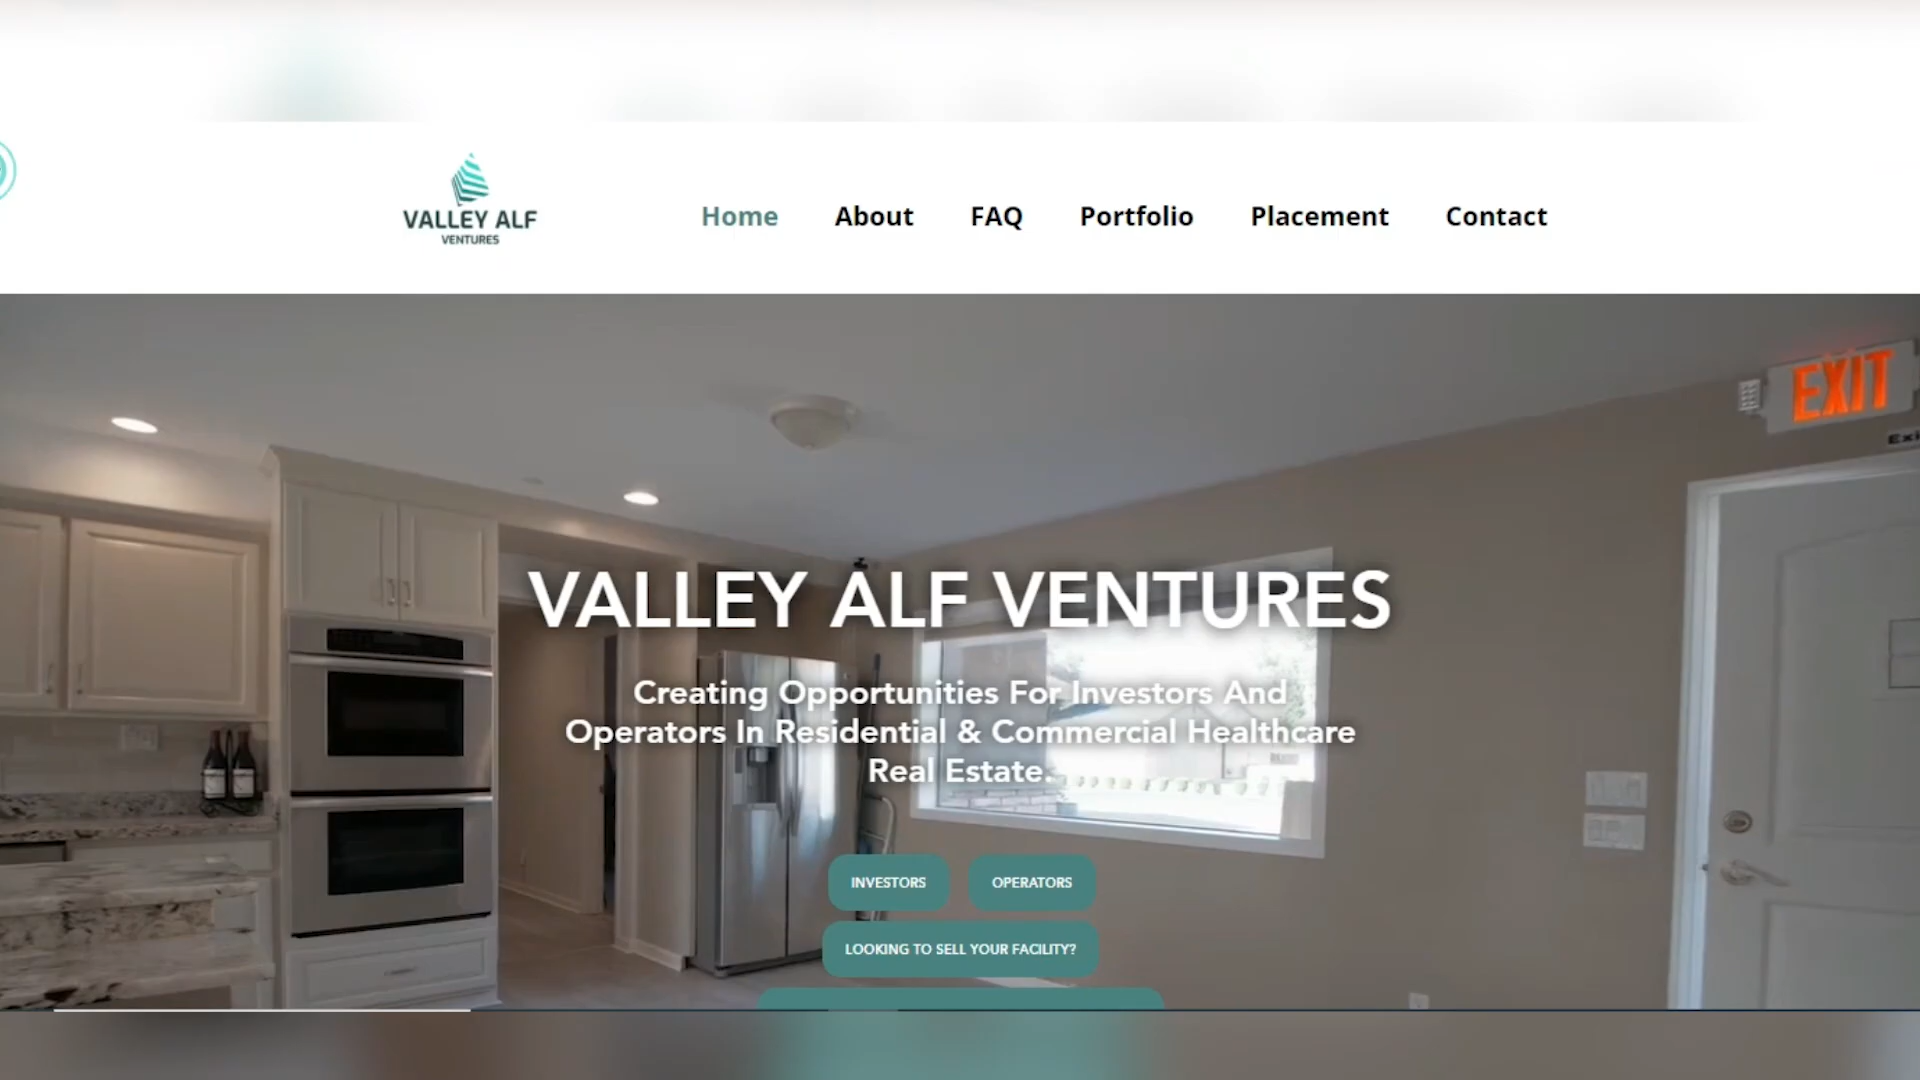 VALLEY ALF
VENTURES
Home
About
FAQ
Portfolio
Placement
Contact
EXIT
VALLEY ALF VENTURES
Creating Opportunities For Investors And
Operators In Residential & Commercial Healthcare
Real Estate.
INVESTORS
OPERATORS
LOOKING TO SELL YOUR FACILITY?